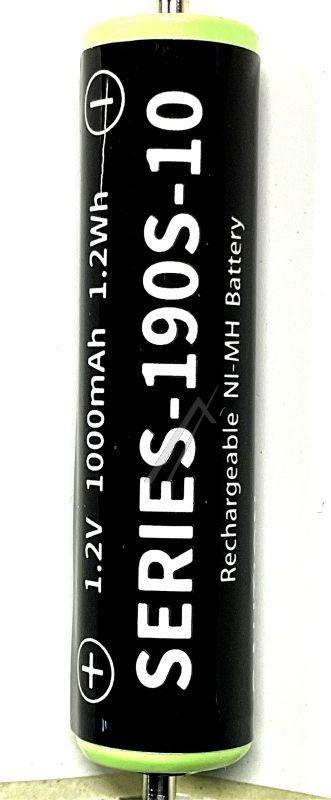 1.2V 1000mAh 1.2Wh
SERIES-190S-10
Rechargeable NI-MH Battery